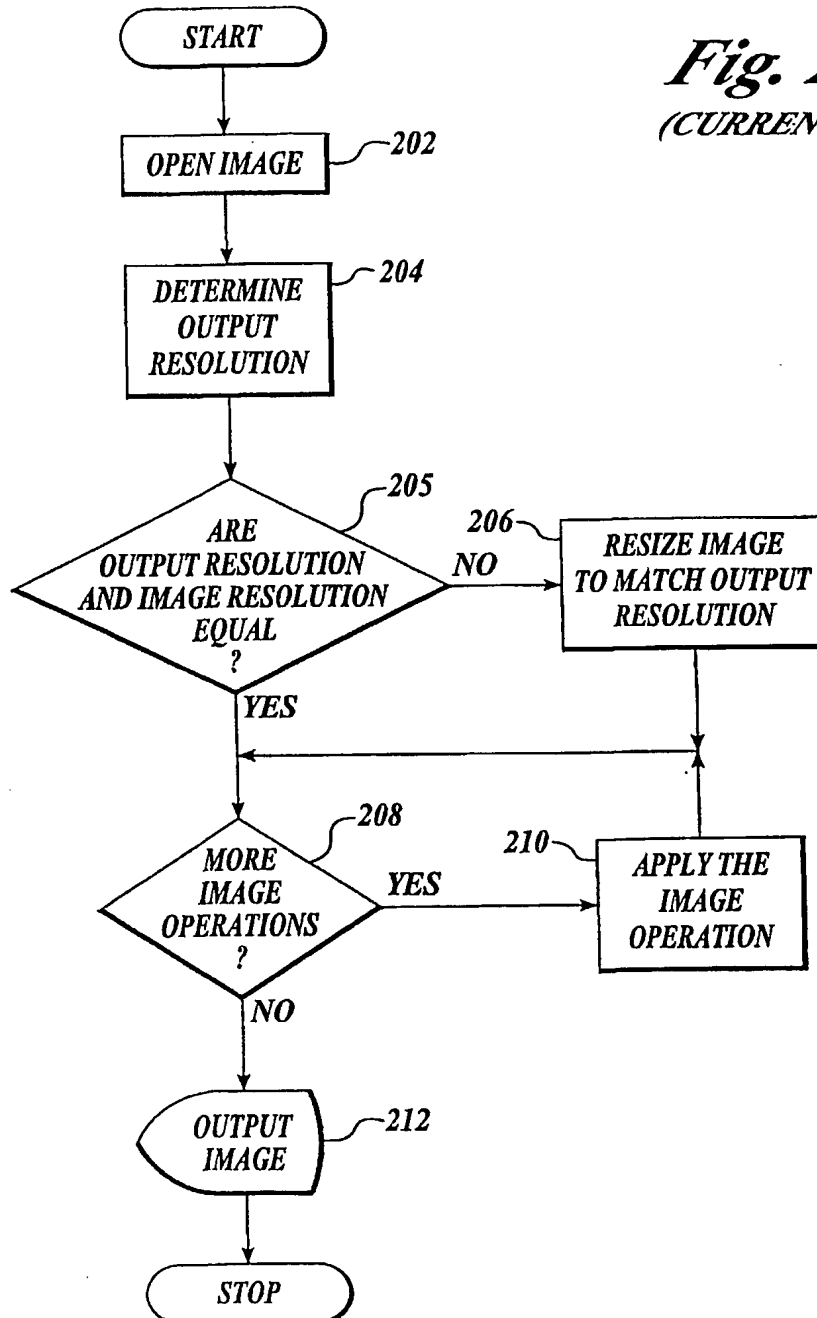 START
Fig.
OPEN IMAGE
202
DETERMINE
OUTPUT
RESOLUTION
204
ARE
OUTPUT RESOLUTION
AND IMAGE RESOLUTION
EQUAL
?
205
NO
YES
206
RESIZE IMAGE
TO MATCH OUTPUT
RESOLUTION
MORE
IMAGE
OPERATIONS
?
208
YES
NO
210
APPLY THE
IMAGE
OPERATION
OUTPUT
IMAGE
212
STOP